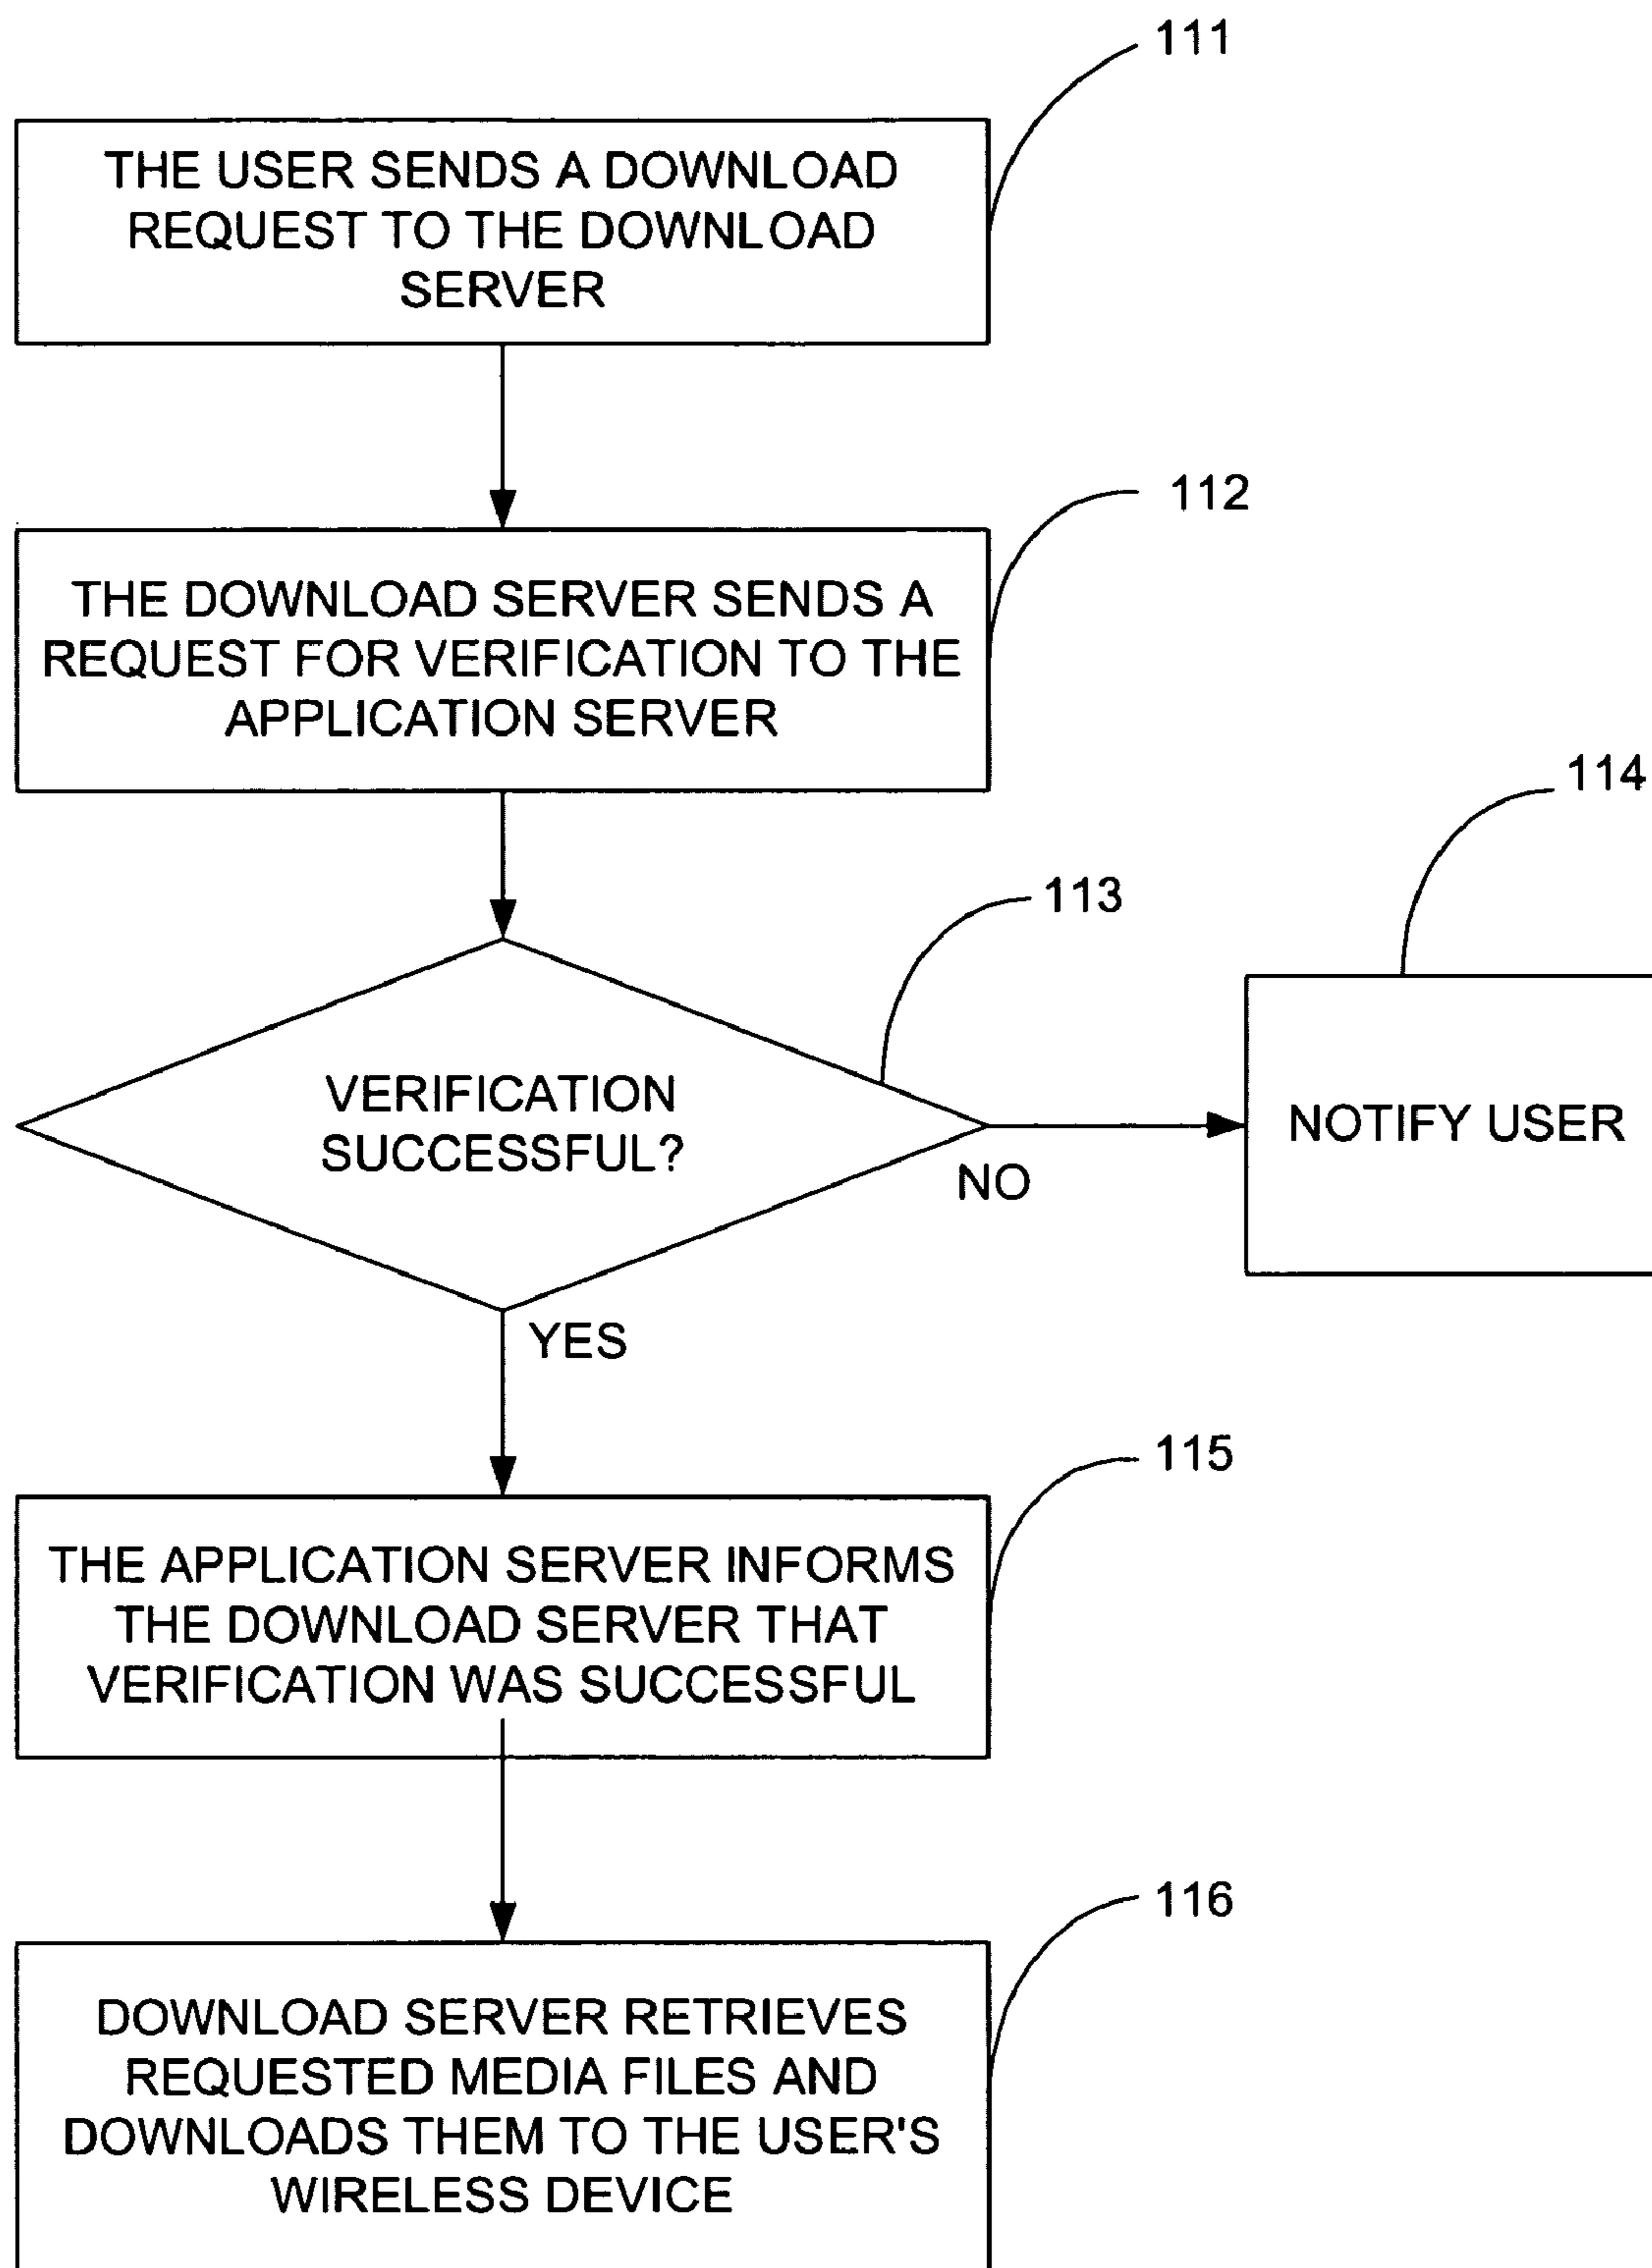 111
THE USER SENDS A DOWNLOAD
REQUEST TO THE DOWNLOAD
SERVER
112
THE DOWNLOAD SERVER SENDS A
REQUEST FOR VERIFICATION TO THE
APPLICATION SERVER
113
VERIFICATION
SUCCESSFUL?
NO
114
NOTIFY USER
YES
115
THE APPLICATION SERVER INFORMS
THE DOWNLOAD SERVER THAT
VERIFICATION WAS SUCCESSFUL
116
DOWNLOAD SERVER RETRIEVES
REQUESTED MEDIA FILES AND
DOWNLOADS THEM TO THE USER'S
WIRELESS DEVICE